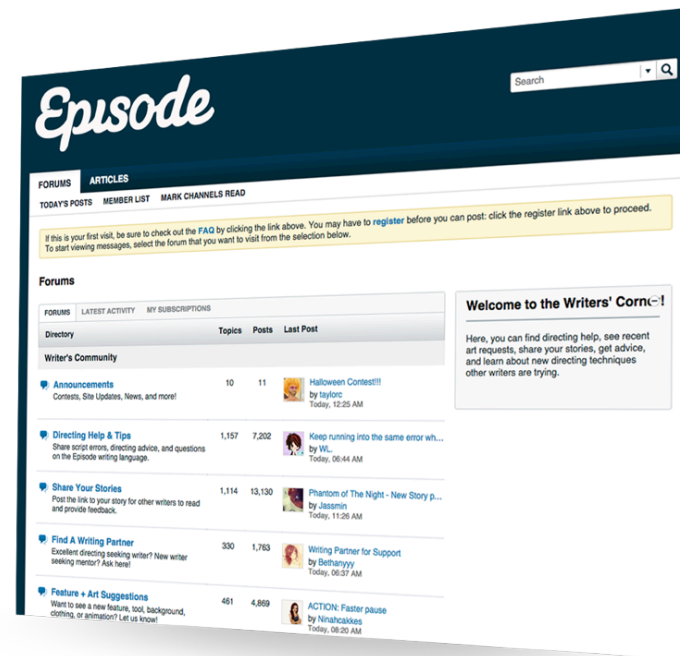 Episode
Search
FORUMS ARTICLES
TODAY'S POSTS MEMBER LIST MARK CHANNELS READ
If this is your first visit, be sure to check out the FAQ by clicking the link above. You may have to register before you can post: click the register link above to proceed.
To start viewing messages, select the forum that you want to visit from the selection below.
Forums
FORUMS LATEST ACTIVITY MY SUBSCRIPTIONS
Directory Topics Posts Last Post
Writer's Community
Announcements 10 11 Halloween Contest!!!
Contests, Site Updates, News, and more! by taylorc
Today, 12:25 AM
Directing Help & Tips 1,157 7,202 Keep running into the same error wh...
Share script errors, directing advice, and questions by WL.
on the Episode writing language. Today, 06:44 AM
Share Your Stories 1,114 13,130 Phantom of The Night - New Story p...
Post the link to your story for other writers to read by Jassmin
and provide feedback. Today, 11:26 AM
Find A Writing Partner 330 1,763 Writing Partner for Support
Excellent directing seeking writer? New writer by Bethanyyy
seeking mentor? Ask here! Today, 06:37 AM
Feature + Art Suggestions 461 4,869 ACTION: Faster pause
Want to see a new feature, tool, background, by Ninahcakkes
clothing, or animation? Let us know! Today, 08:20 AM
Welcome to the Writers' Corner!
Here, you can find directing help, see recent
art requests, share your stories, get advice,
and learn about new directing techniques
other writers are trying.